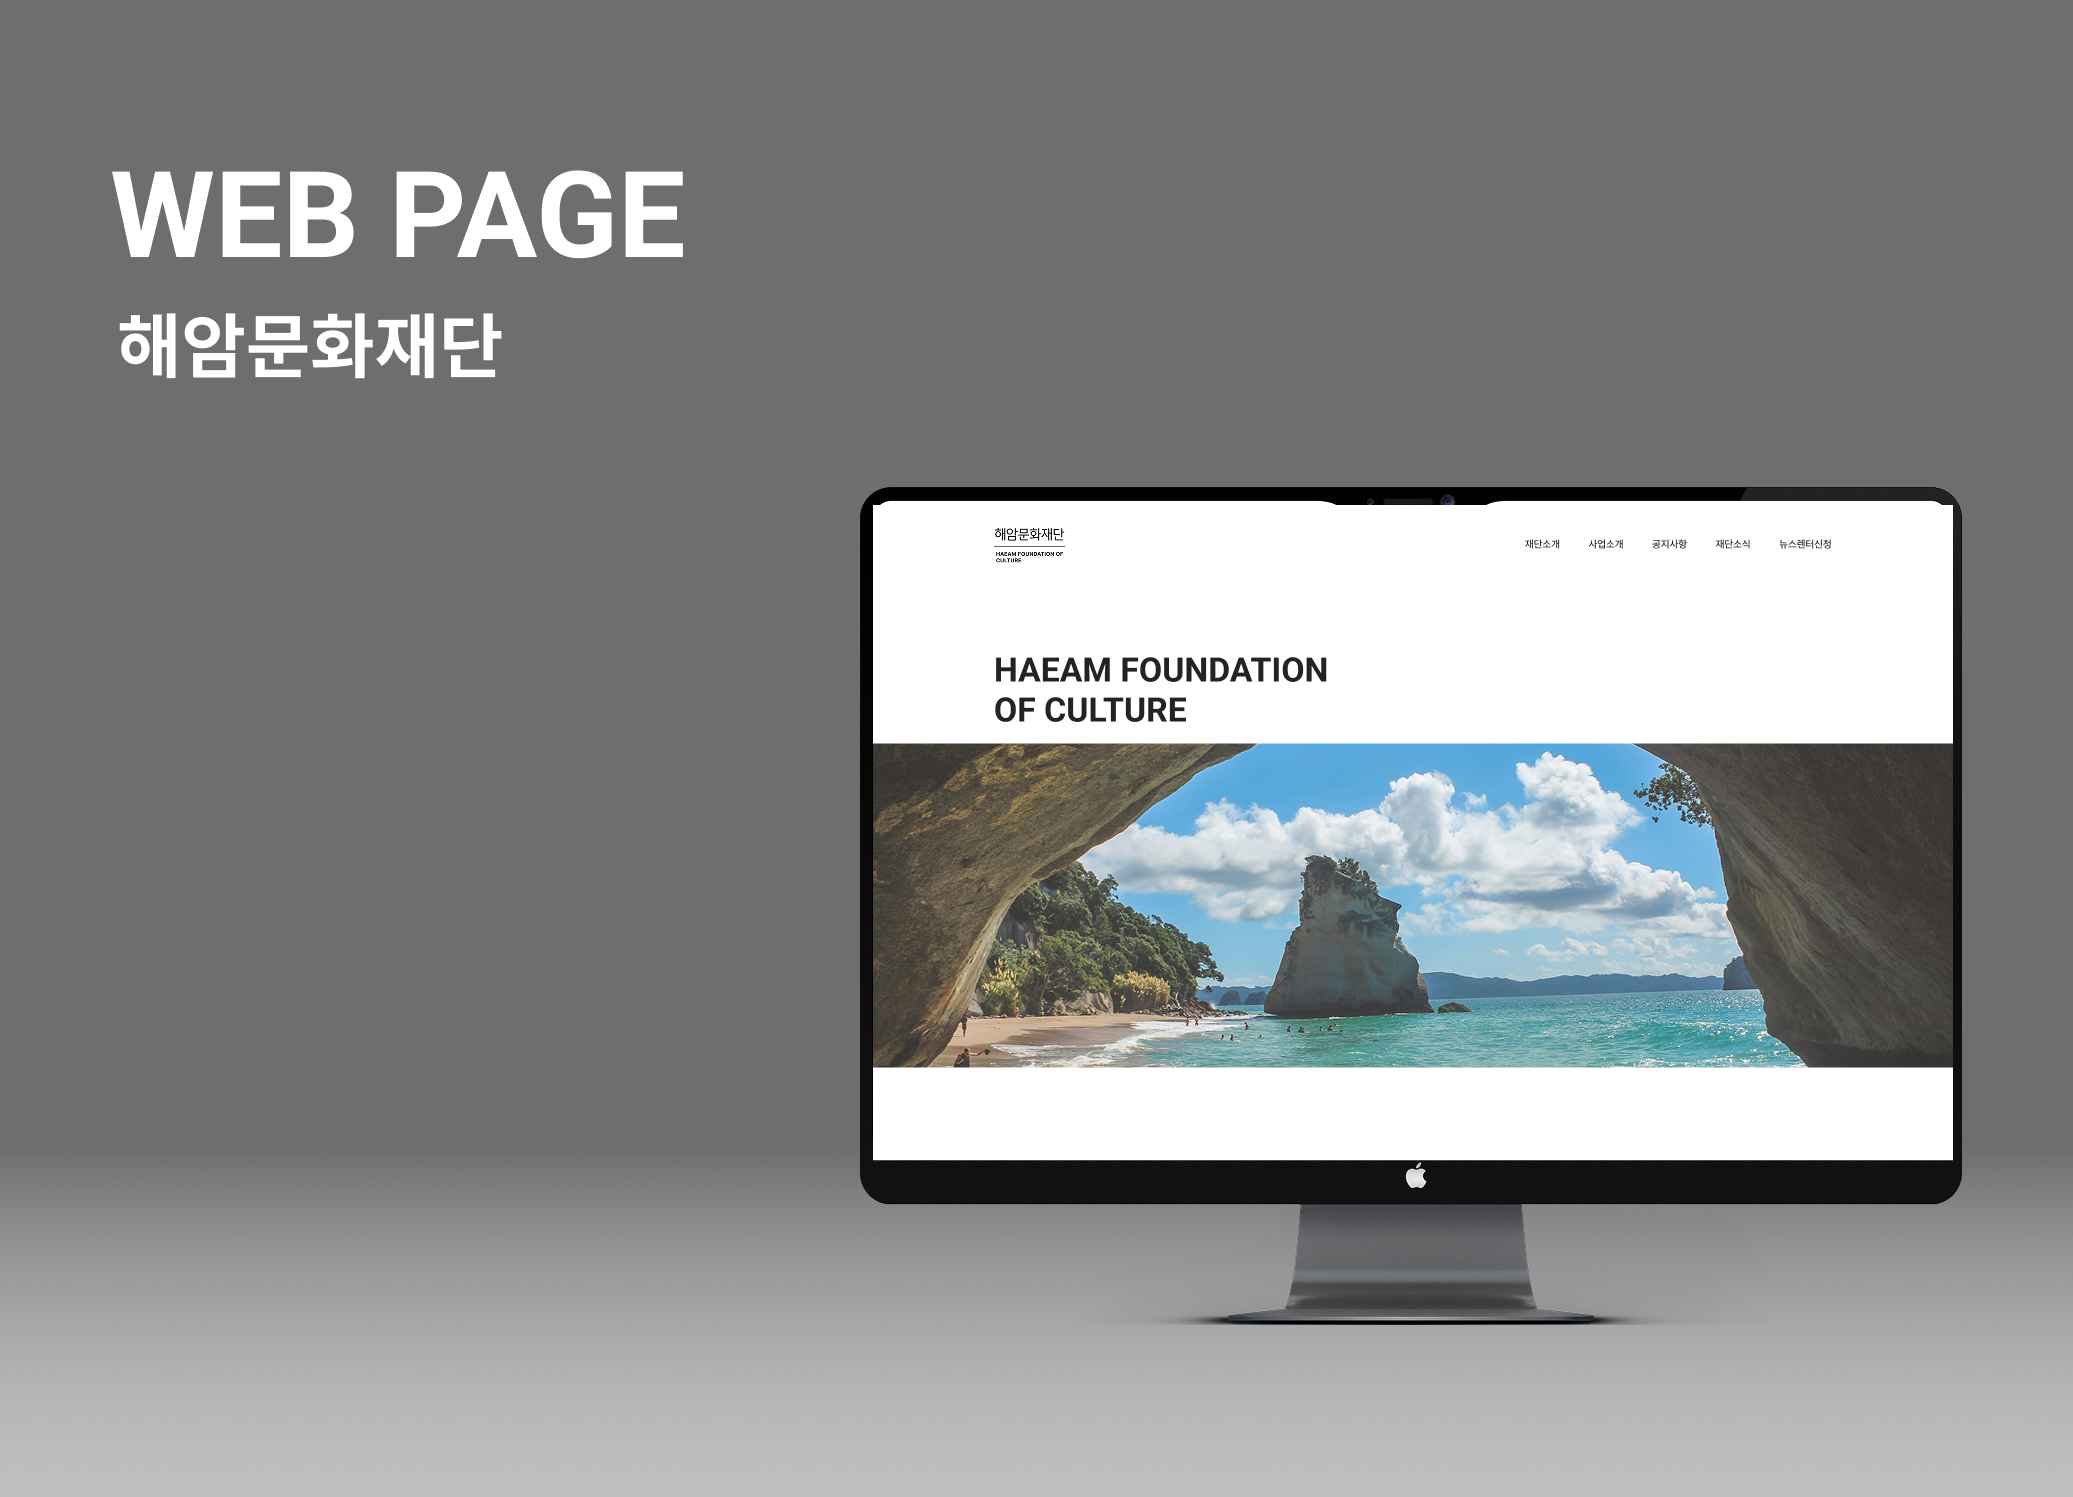 WEB PAGE
해암문화재단
해암문화재단
HAEAM FOUNDATION OF
CULTURE
재단소개 사업소개 공지사항 재단소식 뉴스렌터신청
HAEAM FOUNDATION
OF CULTURE